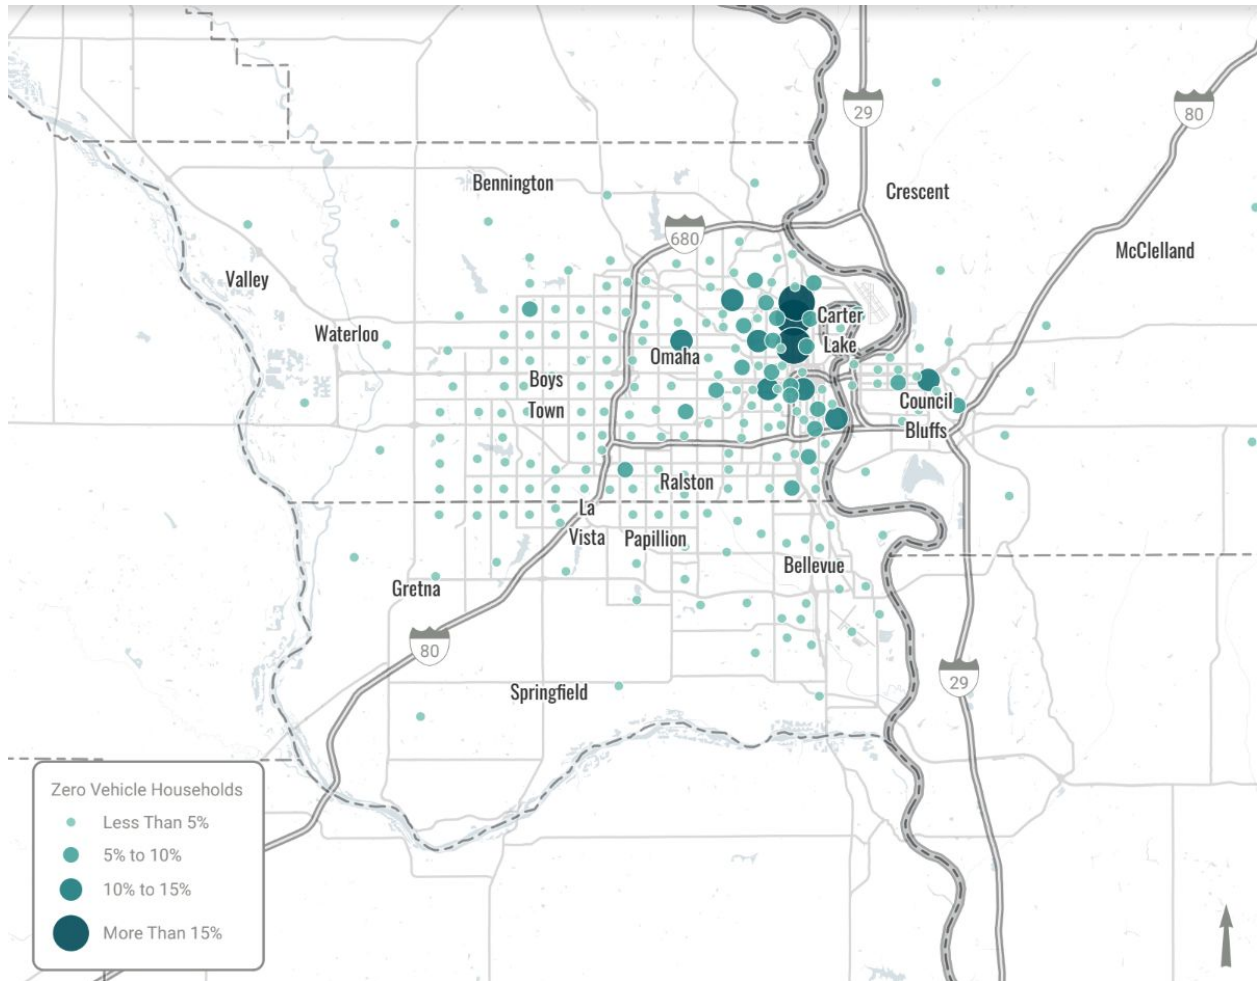 29
80
Bennington
Crescent
680
McClelland
Valley
Carter
Waterloo
Lake
Omaha
Boys
Town
Council
Bluffs
Ralston
La
Vista
Papillion
Bellevue
Gretna
80
29
Springfield
Zero Vehicle Households
Less Than 5%
5% to 10%
10% to 15%
More Than 15%